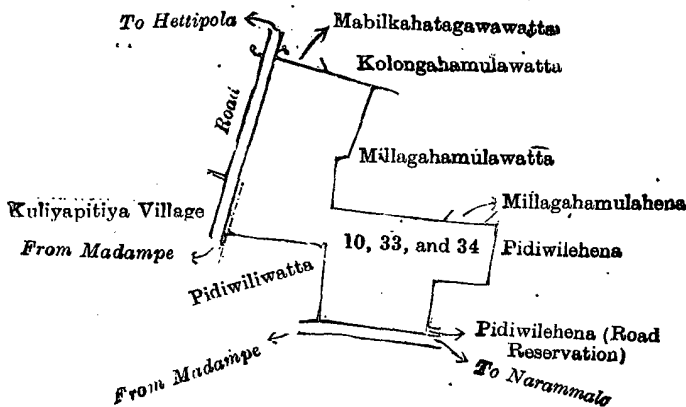 To Hettipola
Mabilkahatagawawatta
Kolongahamulawatta
Road
Millagahamulawatta
Millagahamulahena
Kuliyapitiya Village
10, 33, and 34
Pidiwilehena
From Madampe
Pidiwiliwatta
Pidiwilehena (Road
Reservation)
From Madampe
To Narammalo